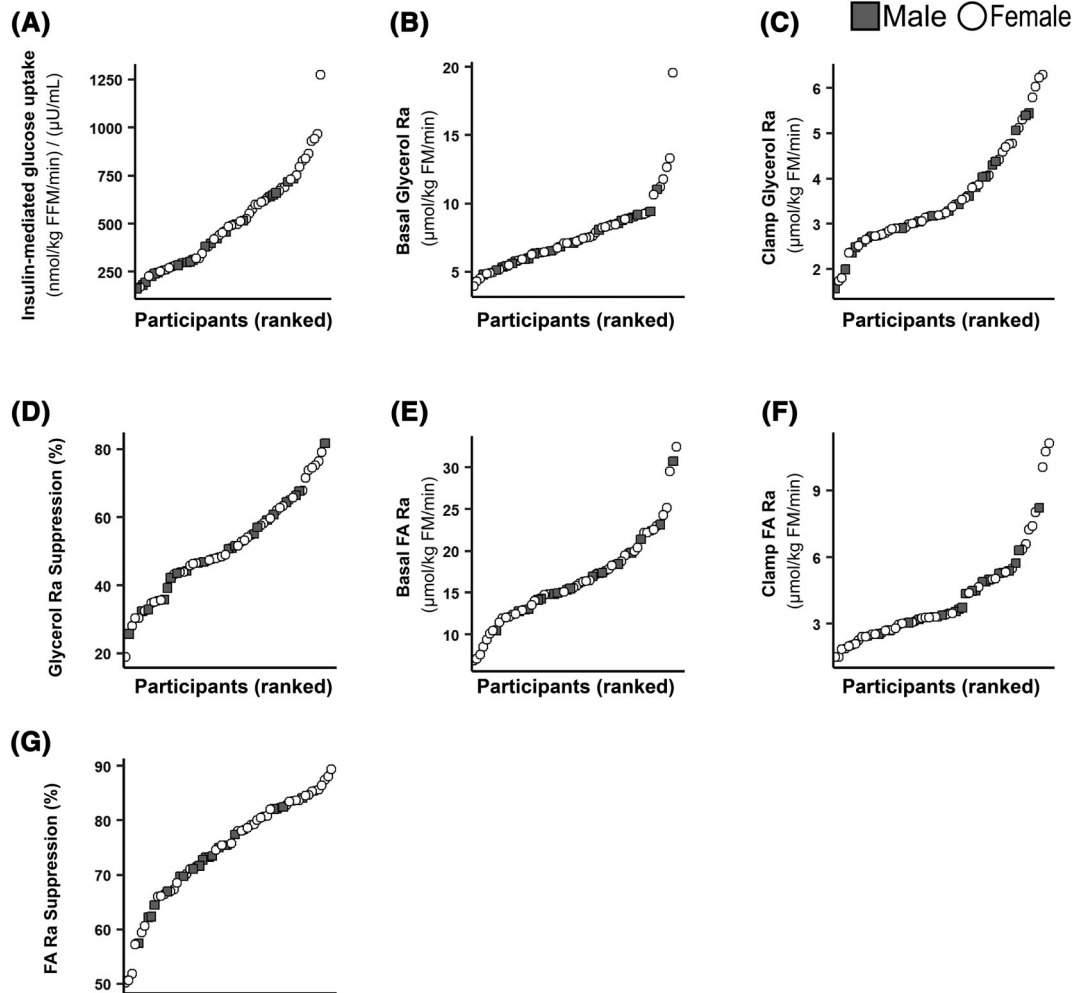 Male Female
(A)
Insulin-mediated glucose uptake
(nmol/kg FFM/min) / (µU/mL)
1250
1000
750
500
250
Participants (ranked)
(B)
Basal Glycerol Ra
(µmol/kg FM/min)
20
15
10
5
Participants (ranked)
(C)
Clamp Glycerol Ra
(µmol/kg FM/min)
6
5
4
3
2
Participants (ranked)
(D)
Glycerol Ra Suppression (%)
80
60
40
20
Participants (ranked)
(E)
Basal FA Ra
(µmol/kg FM/min)
30
25
20
15
10
Participants (ranked)
(F)
Clamp FA Ra
(µmol/kg FM/min)
9
6
3
Participants (ranked)
(G)
FA Ra Suppression (%)
90
80
70
60
50